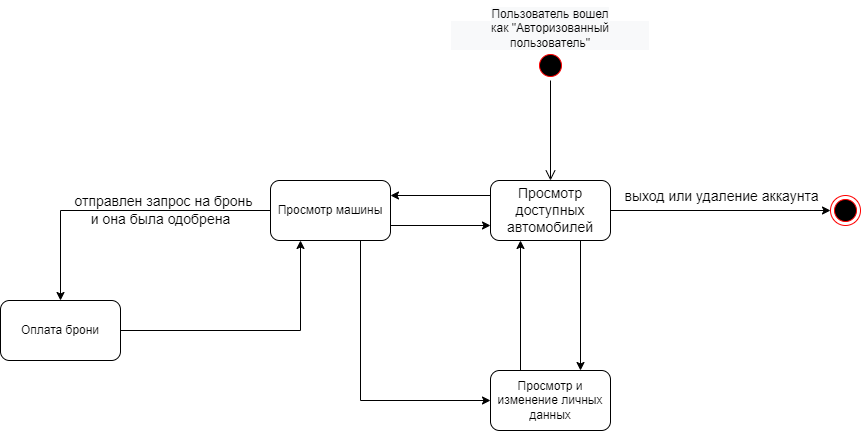 Пользователь вошел
как "Авторизованный
пользователь"
отправлен запрос на бронь
и она была одобрена
Просмотр машины
Просмотр
доступных
автомобилей
выход или удаление аккаунта
Оплата брони
Просмотр и
изменение личных
данных